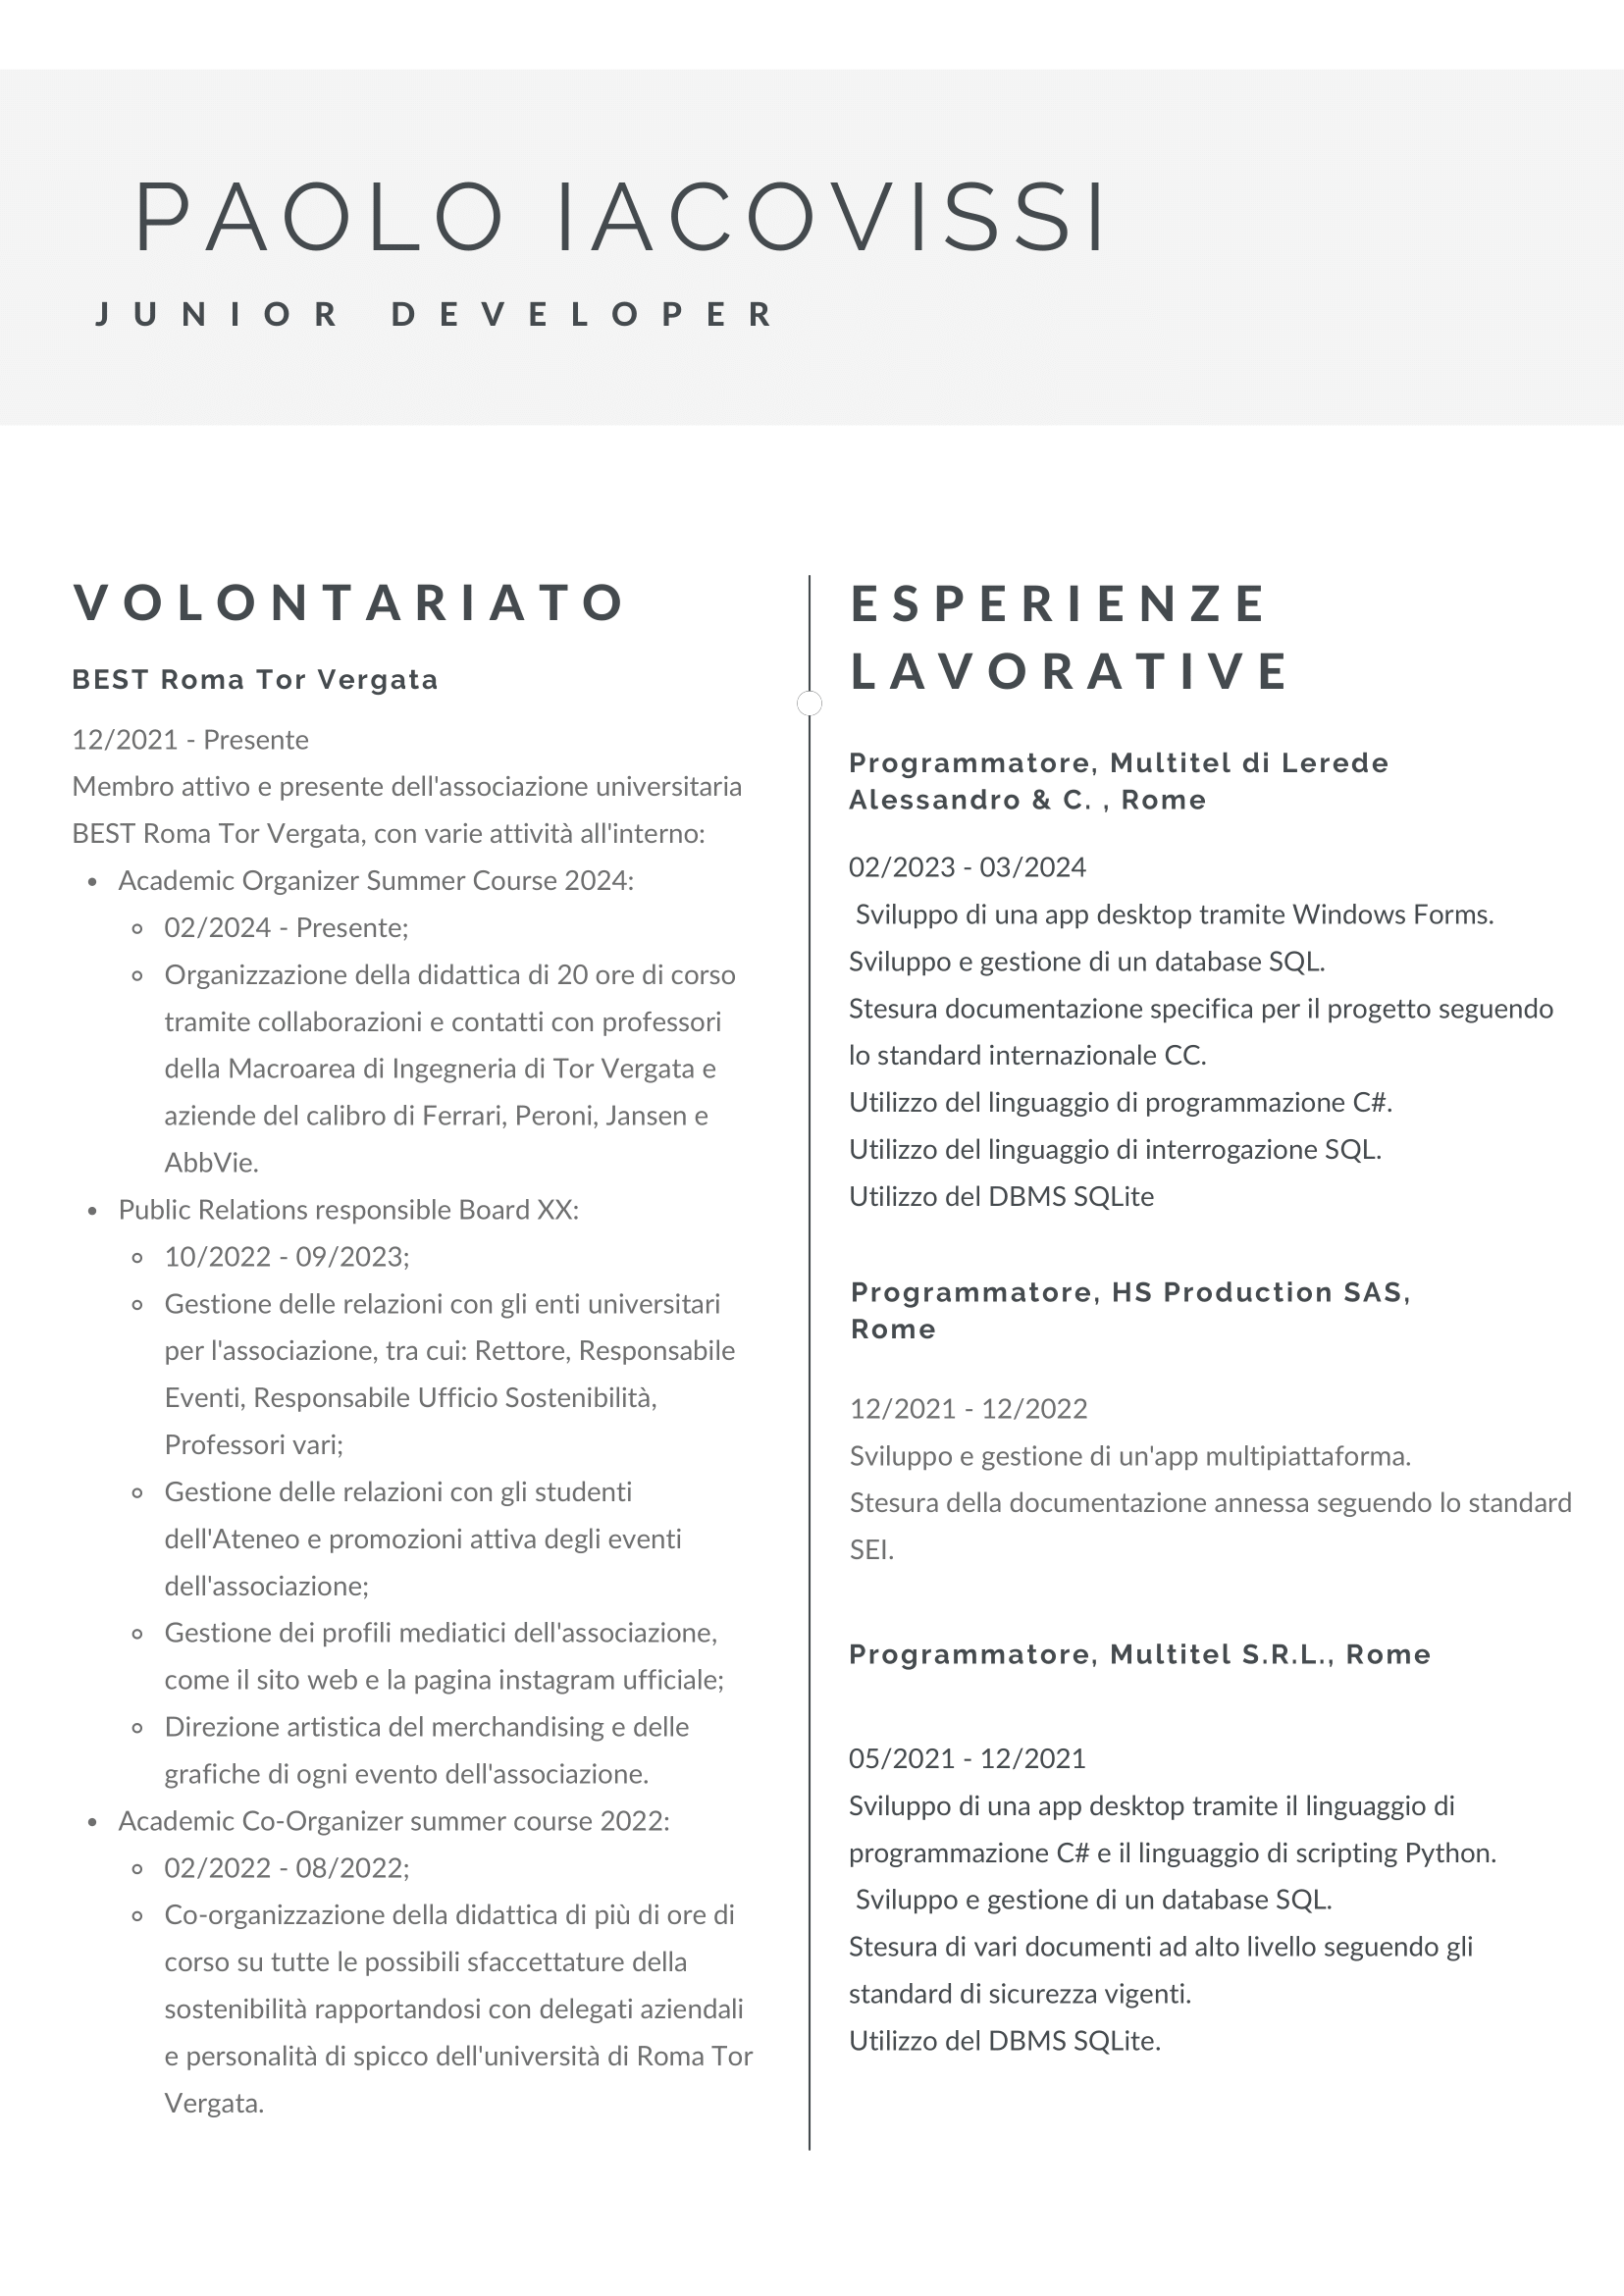 PAOLO IACOVISSI
JUNIOR DEVELOPER
VOLONTARIATO
BEST Roma Tor Vergata
12/2021 - Presente
Membro attivo e presente dell'associazione universitaria
BEST Roma Tor Vergata, con varie attività all'interno:
• Academic Organizer Summer Course 2024:
◦ 02/2024 - Presente;
◦ Organizzazione della didattica di 20 ore di corso
tramite collaborazioni e contatti con professori
della Macroarea di Ingegneria di Tor Vergata e
aziende del calibro di Ferrari, Peroni, Jansen e
AbbVie.
• Public Relations responsible Board XX:
◦ 10/2022 - 09/2023;
◦ Gestione delle relazioni con gli enti universitari
per l'associazione, tra cui: Rettore, Responsabile
Eventi, Responsabile Ufficio Sostenibilità,
Professori vari;
◦ Gestione delle relazioni con gli studenti
dell'Ateneo e promozioni attiva degli eventi
dell'associazione;
◦ Gestione dei profili mediatici dell'associazione,
come il sito web e la pagina instagram ufficiale;
◦ Direzione artistica del merchandising e delle
grafiche di ogni evento dell'associazione.
• Academic Co-Organizer summer course 2022:
◦ 02/2022 - 08/2022;
◦ Co-organizzazione della didattica di più di ore di
corso su tutte le possibili sfaccettature della
sostenibilità rapportandosi con delegati aziendali
e personalità di spicco dell'università di Roma Tor
Vergata.
ESPERIENZE
LAVORATIVE
Programmatore, Multitel di Lerede
Alessandro & C. , Rome
02/2023 - 03/2024
Sviluppo di una app desktop tramite Windows Forms.
Sviluppo e gestione di un database SQL.
Stesura documentazione specifica per il progetto seguendo
lo standard internazionale CC.
Utilizzo del linguaggio di programmazione C#.
Utilizzo del linguaggio di interrogazione SQL.
Utilizzo del DBMS SQLite
Programmatore, HS Production SAS,
Rome
12/2021 - 12/2022
Sviluppo e gestione di un'app multipiattaforma.
Stesura della documentazione annessa seguendo lo standard
SEI.
Programmatore, Multitel S.R.L., Rome
05/2021 - 12/2021
Sviluppo di una app desktop tramite il linguaggio di
programmazione C# e il linguaggio di scripting Python.
Sviluppo e gestione di un database SQL.
Stesura di vari documenti ad alto livello seguendo gli
standard di sicurezza vigenti.
Utilizzo del DBMS SQLite.